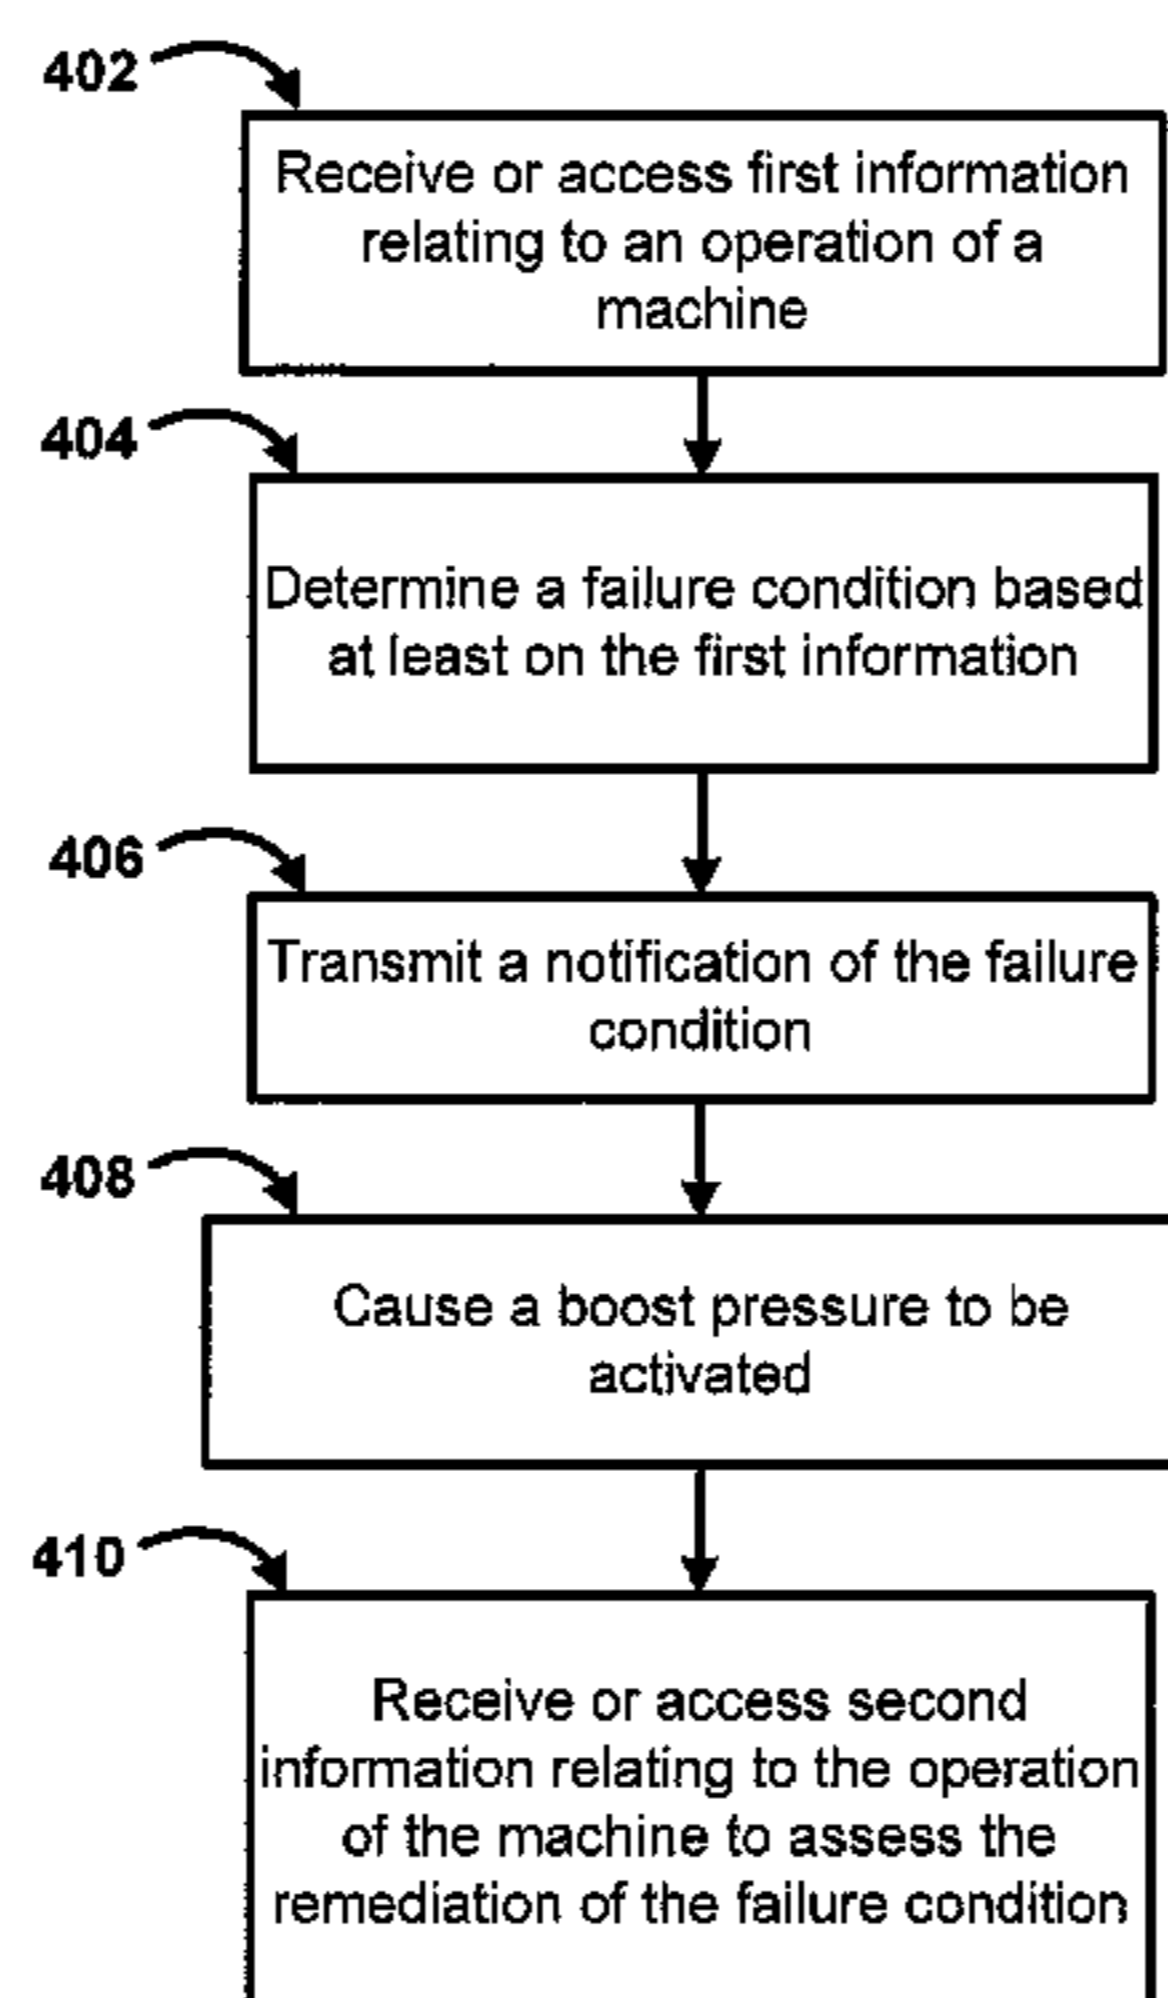 402
Receive or access first information
relating to an operation of a
machine
404
Determine a failure condition based
at least on the first information
406
Transmit a notification of the failure
condition
408
Cause a boost pressure to be
activated
410
Receive or access second
information relating to the operation
of the machine to assess the
remediation of the failure condition